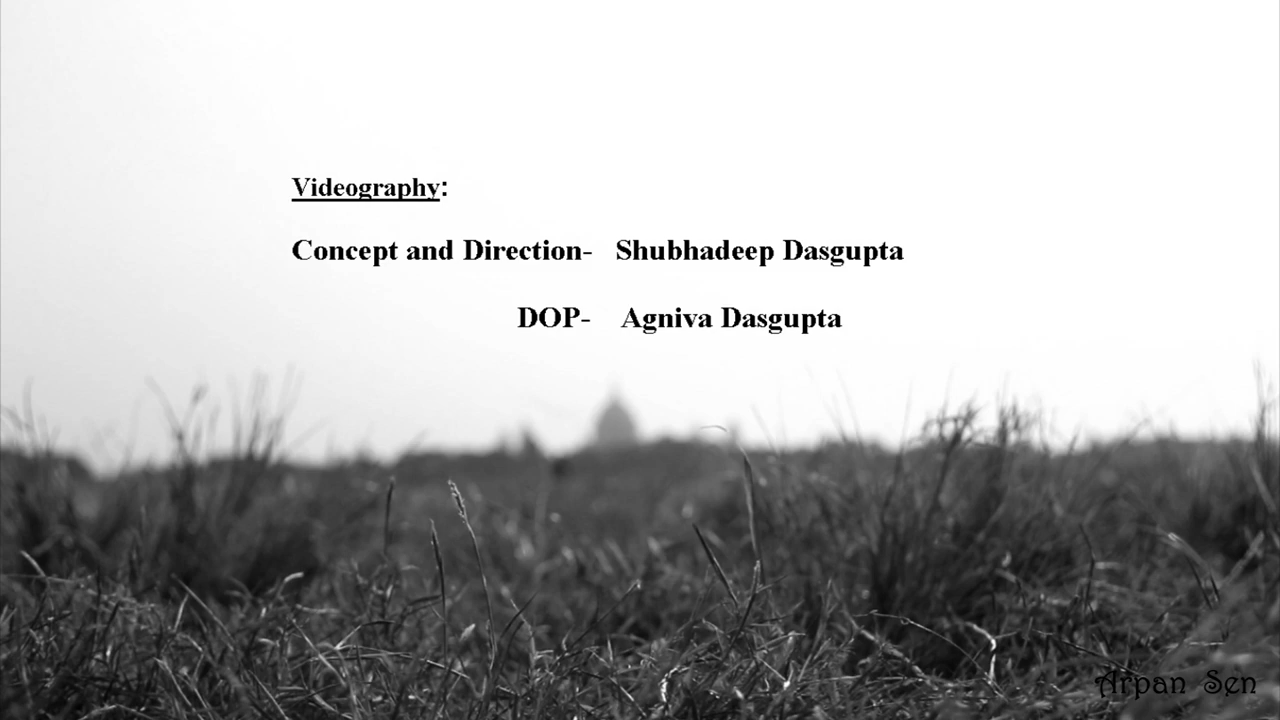 Videography:
Concept and Direction- Shubhadeep Dasgupta
DOP- Agniva Dasgupta
Arpan Sen